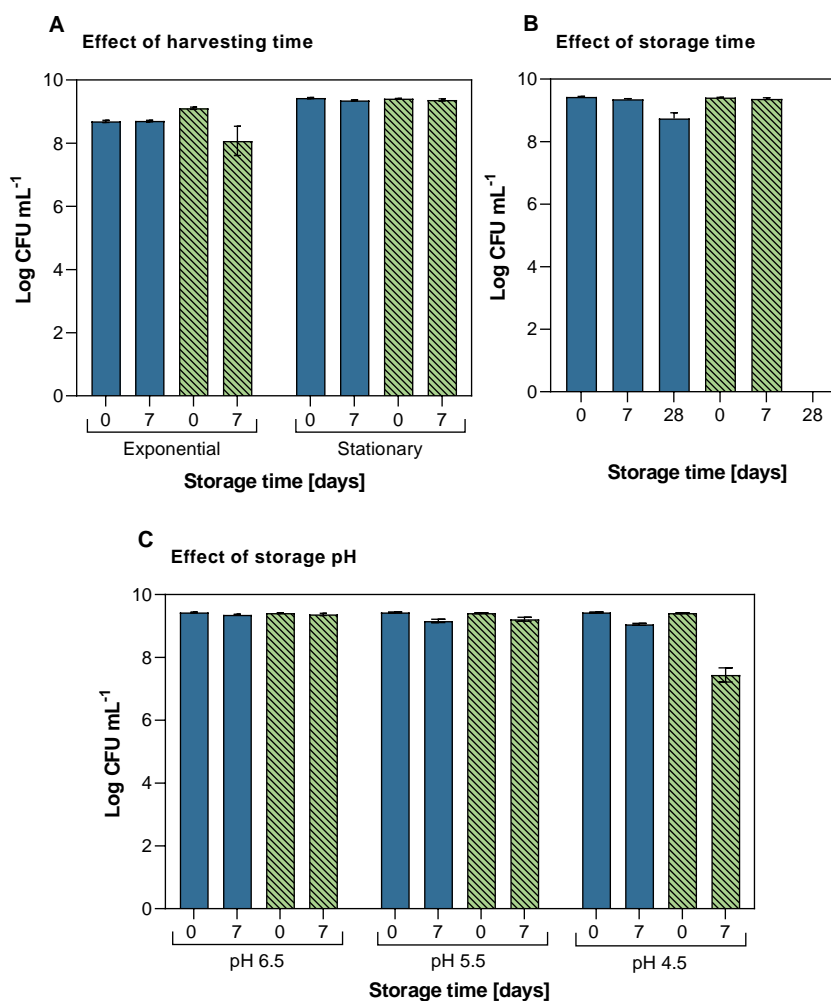 A
Effect of harvesting time
10
8
6
4
2
0
Log CFU mL-1
0 7 0 7 0 7 0 7
Exponential Stationary
Storage time [days]
B
Effect of storage time
10
8
6
4
2
0
Log CFU mL-1
0 7 28 0 7 28
Storage time [days]
C
Effect of storage pH
10
8
6
4
2
0
Log CFU mL-1
0 7 0 7 0 7 0 7 0 7 0 7
pH 6.5 pH 5.5 pH 4.5
Storage time [days]